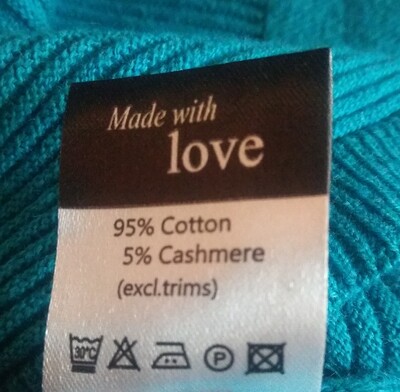 Made with
love
95% Cotton
5% Cashmere
(excl.trims)
30°C P